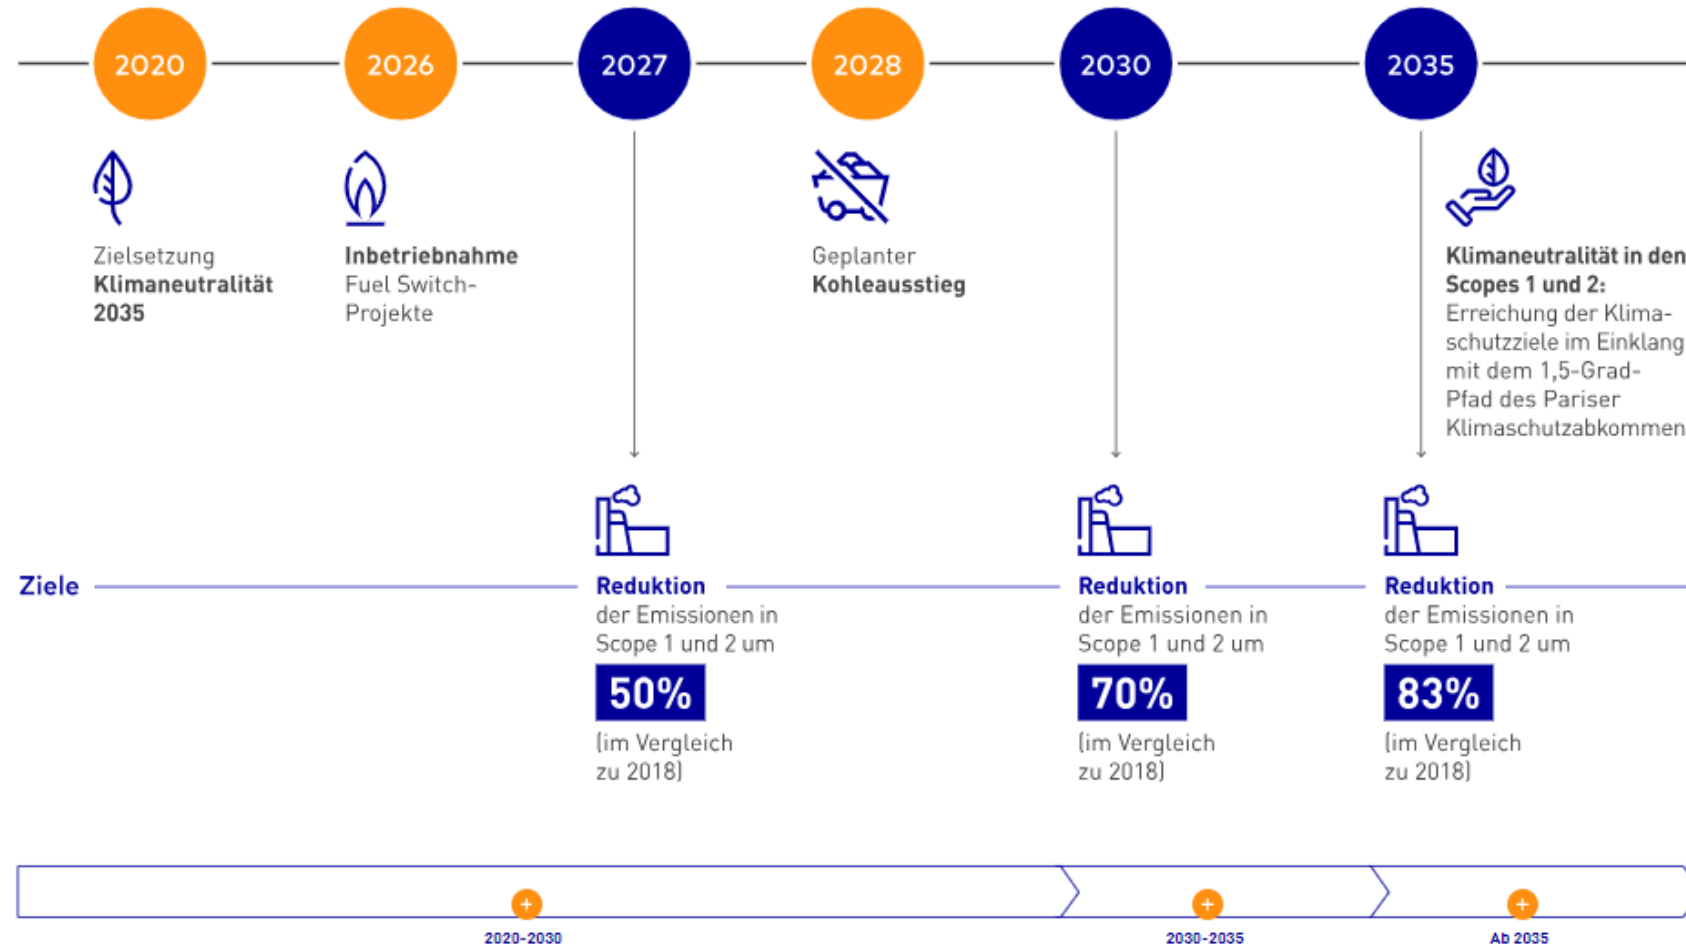 2020
2026
2027
2028
2030
2035
Zielsetzung
Klimaneutralität
2035
Inbetriebnahme
Fuel Switch-
Projekte
Geplanter
Kohleausstieg
Klimaneutralität in den
Scopes 1 und 2:
Erreichung der Klima-
schutzziele im Einklang
mit dem 1,5-Grad-
Pfad des Pariser
Klimaschutzabkommen
Ziele
Reduktion
der Emissionen in
Scope 1 und 2 um
50%
(im Vergleich
zu 2018)
Reduktion
der Emissionen in
Scope 1 und 2 um
70%
(im Vergleich
zu 2018)
Reduktion
der Emissionen in
Scope 1 und 2 um
83%
(im Vergleich
zu 2018)
2020-2030
2030-2035
Ab 2035